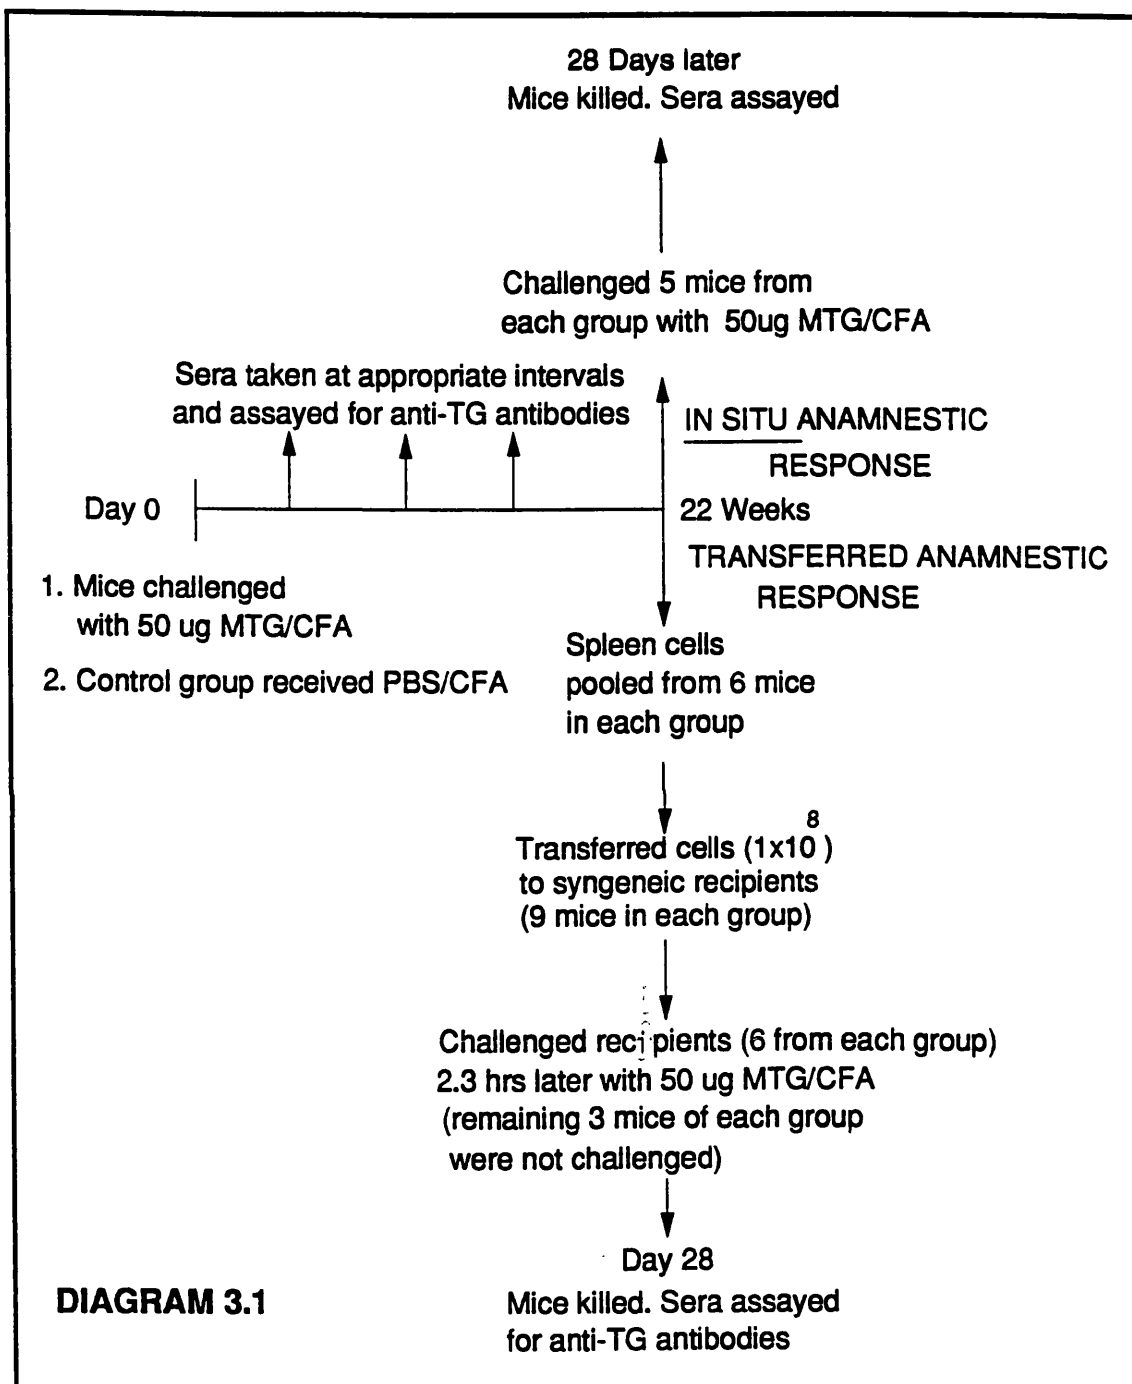 28 Days later
Mice killed. Sera assayed
Challenged 5 mice from
each group with 50ug MTG/CFA
Sera taken at appropriate intervals
and assayed for anti-TG antibodies
IN SITU ANAMNESTIC
RESPONSE
Day 0
22 Weeks
TRANSFERRED ANAMNESTIC
RESPONSE
1. Mice challenged
with 50 ug MTG/CFA
2. Control group received PBS/CFA
Spleen cells
pooled from 6 mice
in each group
Transferred cells (1x10⁸)
to syngeneic recipients
(9 mice in each group)
Challenged recipients (6 from each group)
2.3 hrs later with 50 ug MTG/CFA
(remaining 3 mice of each group
were not challenged)
Day 28
Mice killed. Sera assayed
for anti-TG antibodies
DIAGRAM 3.1